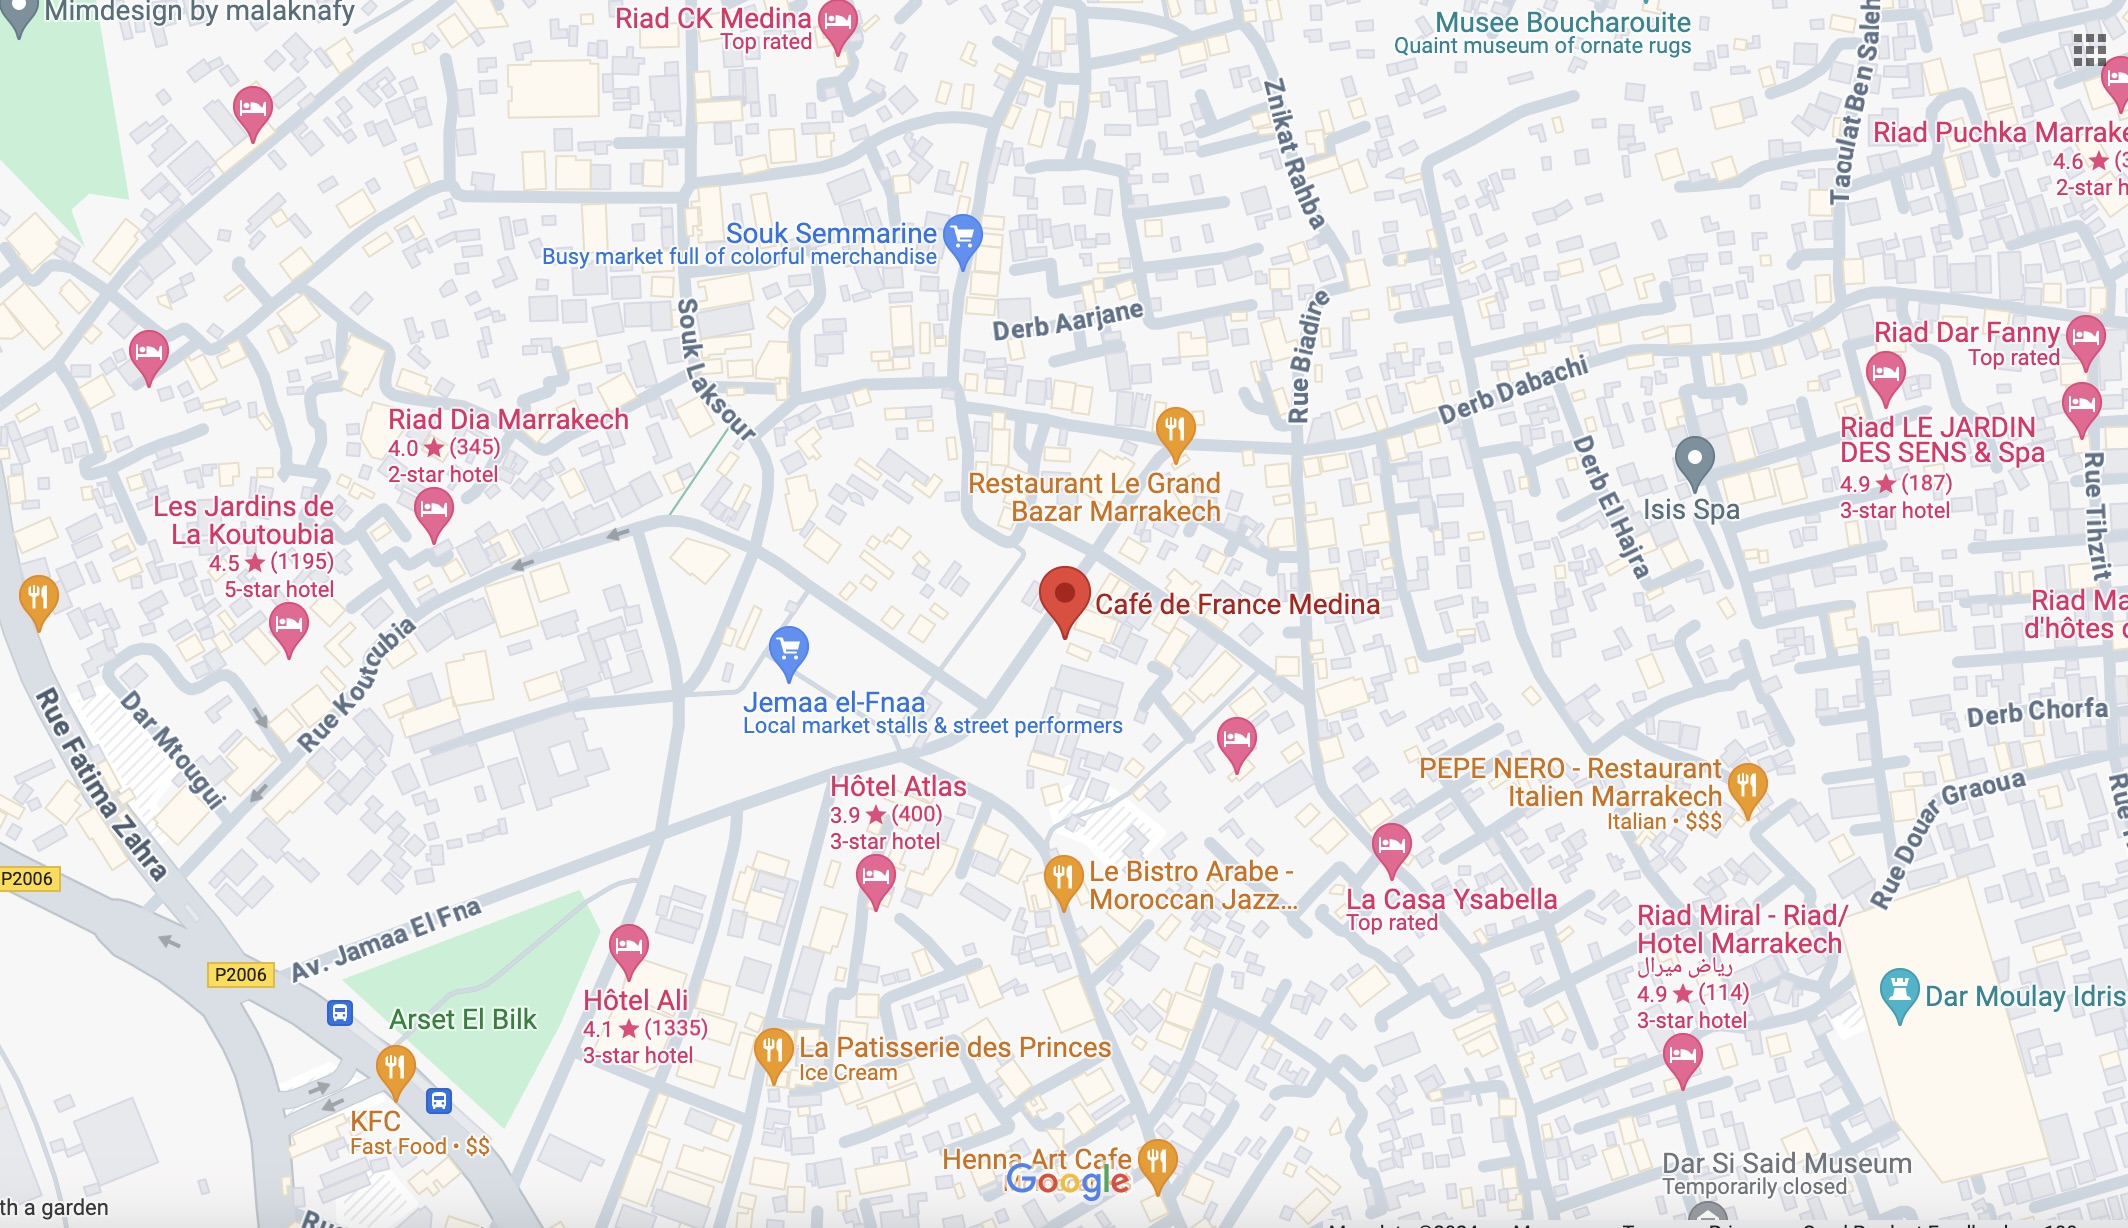 Mimdesign by malaknafy
Riad CK Medina
Top rated
Musee Boucharouite
Quaint museum of ornate rugs
Taoulat Ben Saleh
Znikat Rahba
Riad Puchka Marrake
4.6 ★ (3
2-star h
Souk Semmarine
Busy market full of colorful merchandise
Souk Laksour
Derb Aarjane
Rue Biadine
Derb Dabachi
Riad Dar Fanny
Top rated
Riad LE JARDIN
DES SENS & Spa
4.9 ★ (187)
3-star hotel
Riad Dia Marrakech
4.0 ★ (345)
2-star hotel
Restaurant Le Grand
Bazar Marrakech
Derb El Hajra
Isis Spa
Rue Tihzrit
Les Jardins de
La Koutoubia
4.5 ★ (1195)
5-star hotel
Café de France Medina
Riad Ma
d'hôtes
Rue Koutoubia
Dar Mtougui
Rue Fatima Zahra
Jemaa el-Fnaa
Local market stalls & street performers
Derb Chorfa
Hôtel Atlas
3.9 ★ (400)
3-star hotel
PEPE NERO - Restaurant
Italien Marrakech
Italian • $$$
Rue Douar Graoua
Rue
P2006
Le Bistro Arabe -
Moroccan Jazz...
La Casa Ysabella
Top rated
Riad Miral - Riad/
Hotel Marrakech
رياض ميرال
4.9 ★ (114)
3-star hotel
Av. Jamaa El Fna
P2006
Dar Moulay Idris
Arset El Bilk
Hôtel Ali
4.1 ★ (1335)
3-star hotel
La Patisserie des Princes
Ice Cream
KFC
Fast Food • $$
Henna Art Cafe
Google
Dar Si Said Museum
Temporarily closed
th a garden